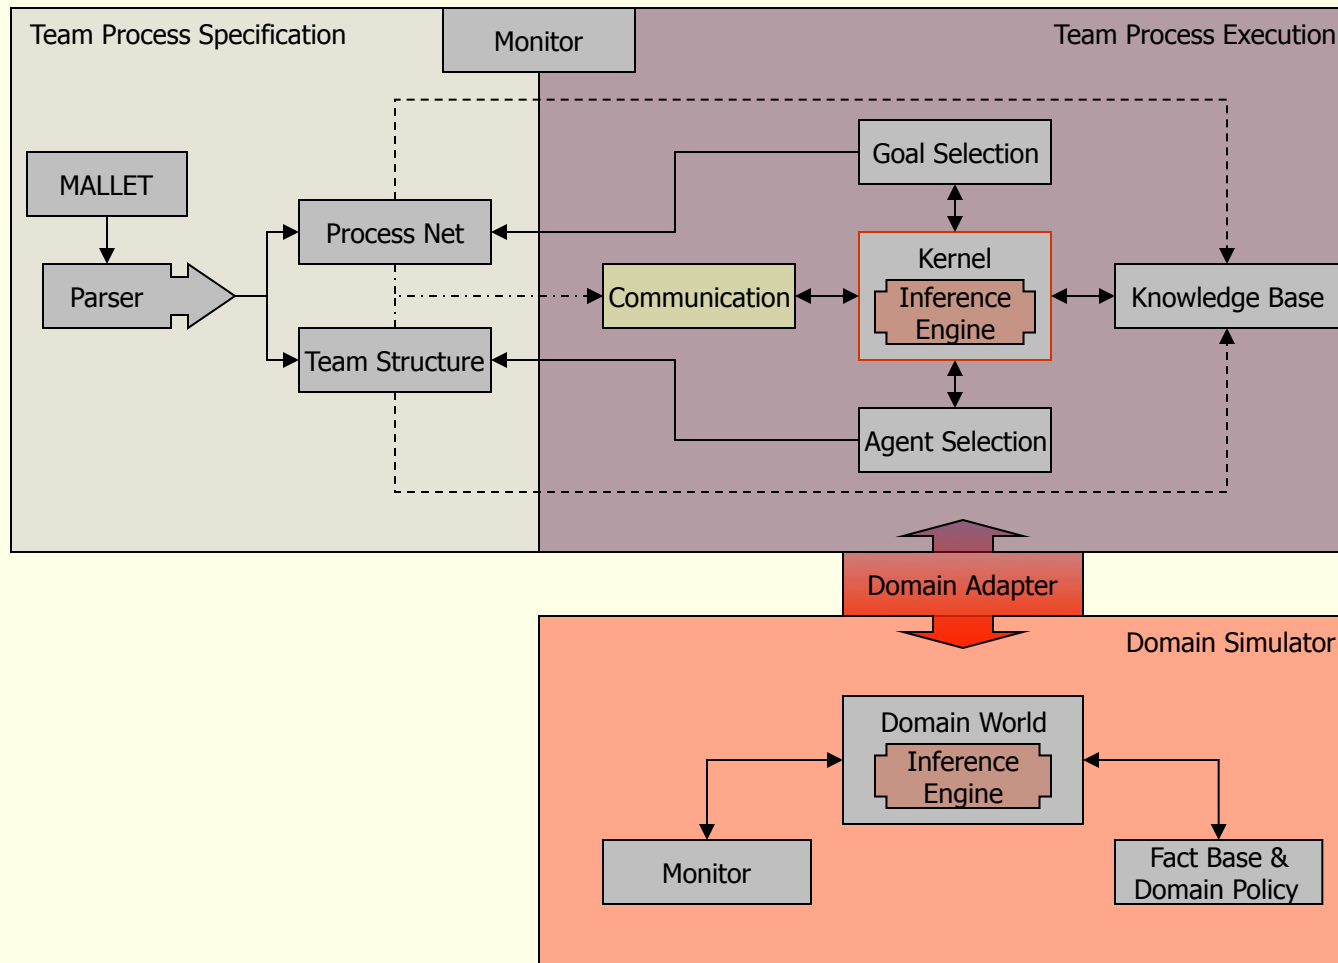 Team Process Specification
Monitor
Team Process Execution
MALLET
Parser
Process Net
Team Structure
Goal Selection
Communication
Kernel
Inference
Engine
Knowledge Base
Agent Selection
Domain Adapter
Domain Simulator
Domain World
Inference
Engine
Monitor
Fact Base &
Domain Policy